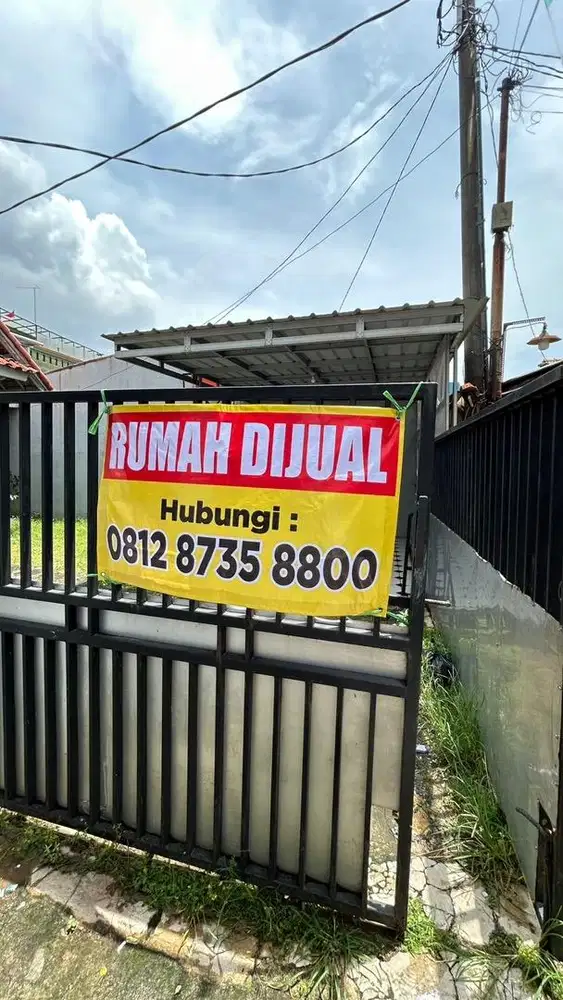 RUMAH DIJUAL
Hubungi :
0812 8735 8800